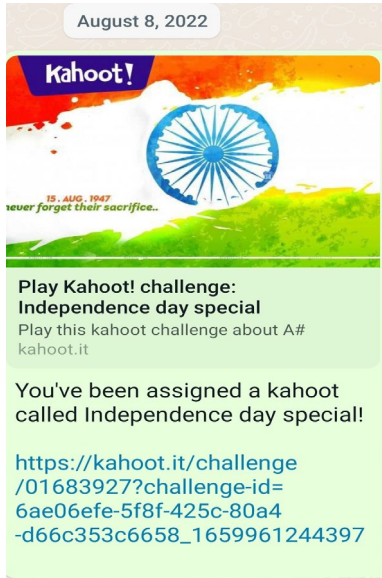 August 8, 2022
Kahoot!
15. AUG. 1947
never forget their sacrifice..
Play Kahoot! challenge:
Independence day special
Play this kahoot challenge about A#
kahoot.it
You've been assigned a kahoot
called Independence day special!
https://kahoot.it/challenge
/01683927?challenge-id=
6ae06efe-5f8f-425c-80a4
-d66c353c6658_1659961244397